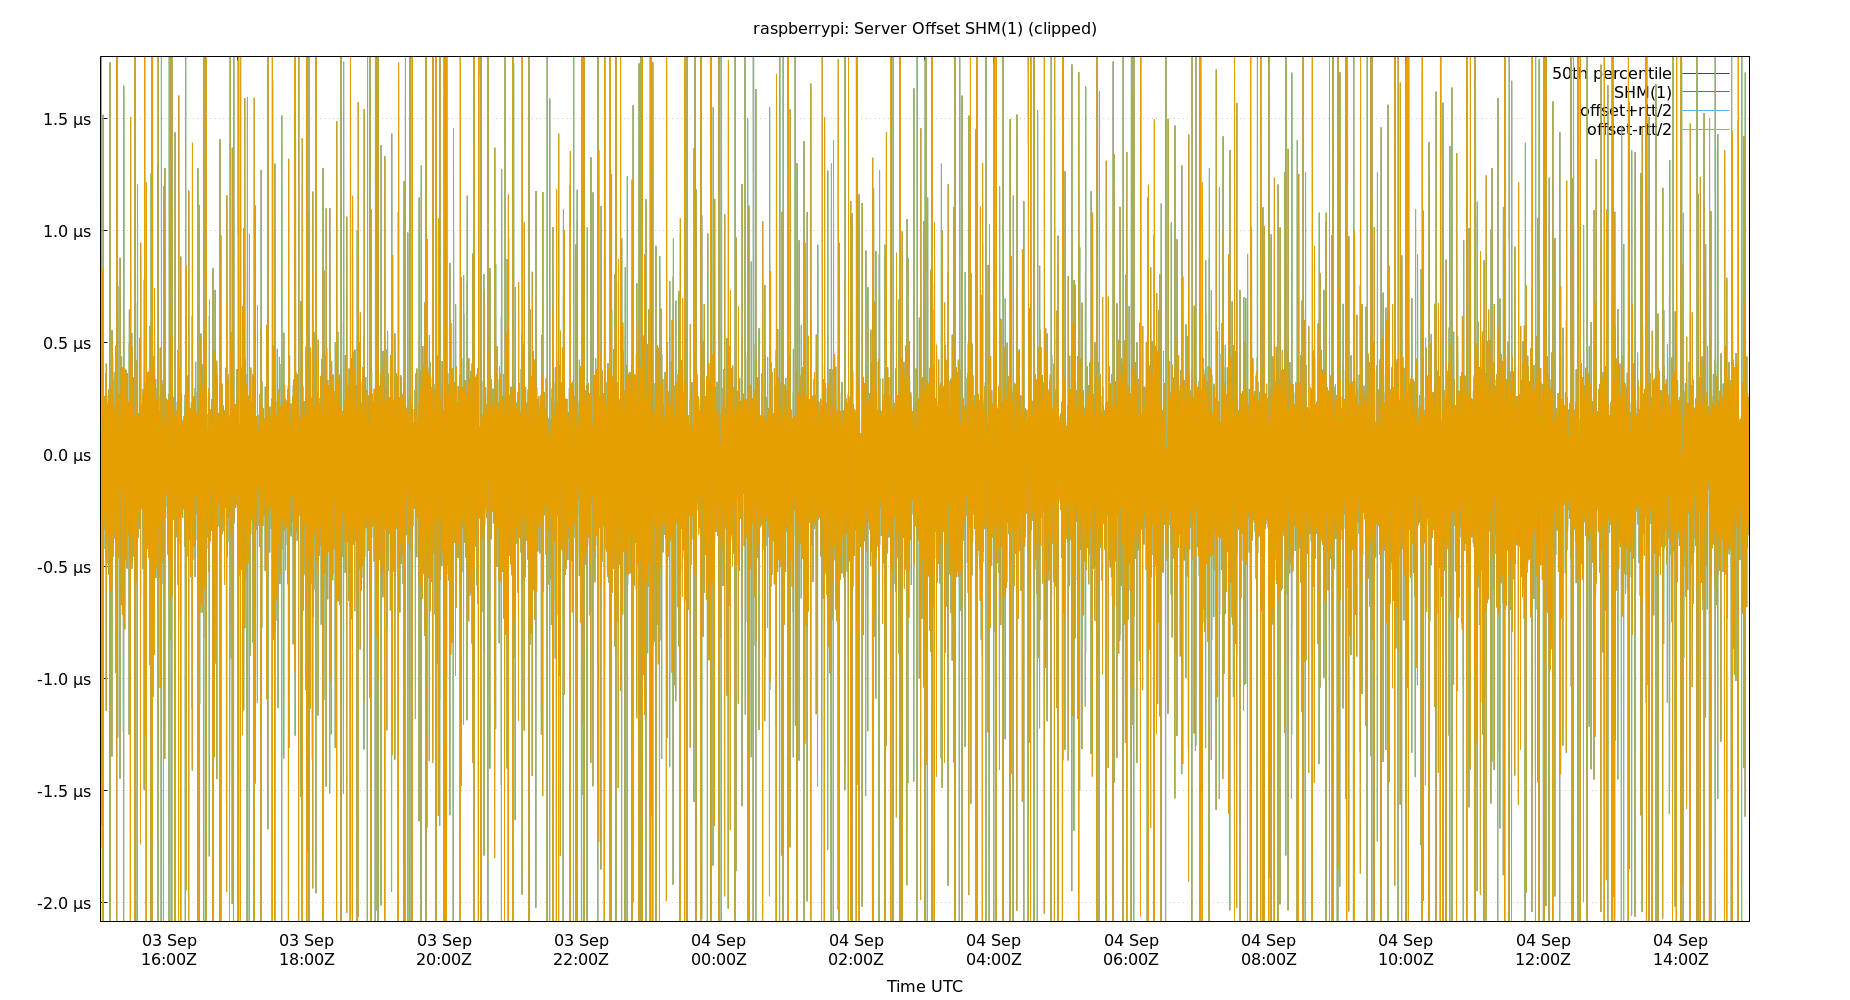 raspberrypi: Server Offset SHM(1) (clipped)
50th percentile
SHM(1)
offset+rtt/2
offset-rtt/2
1.5 µs
1.0 µs
0.5 µs
0.0 µs
-0.5 µs
-1.0 µs
-1.5 µs
-2.0 µs
03 Sep 03 Sep 03 Sep 03 Sep 04 Sep 04 Sep 04 Sep 04 Sep 04 Sep 04 Sep 04 Sep 04 Sep
16:00Z 18:00Z 20:00Z 22:00Z 00:00Z 02:00Z 04:00Z 06:00Z 08:00Z 10:00Z 12:00Z 14:00Z
Time UTC